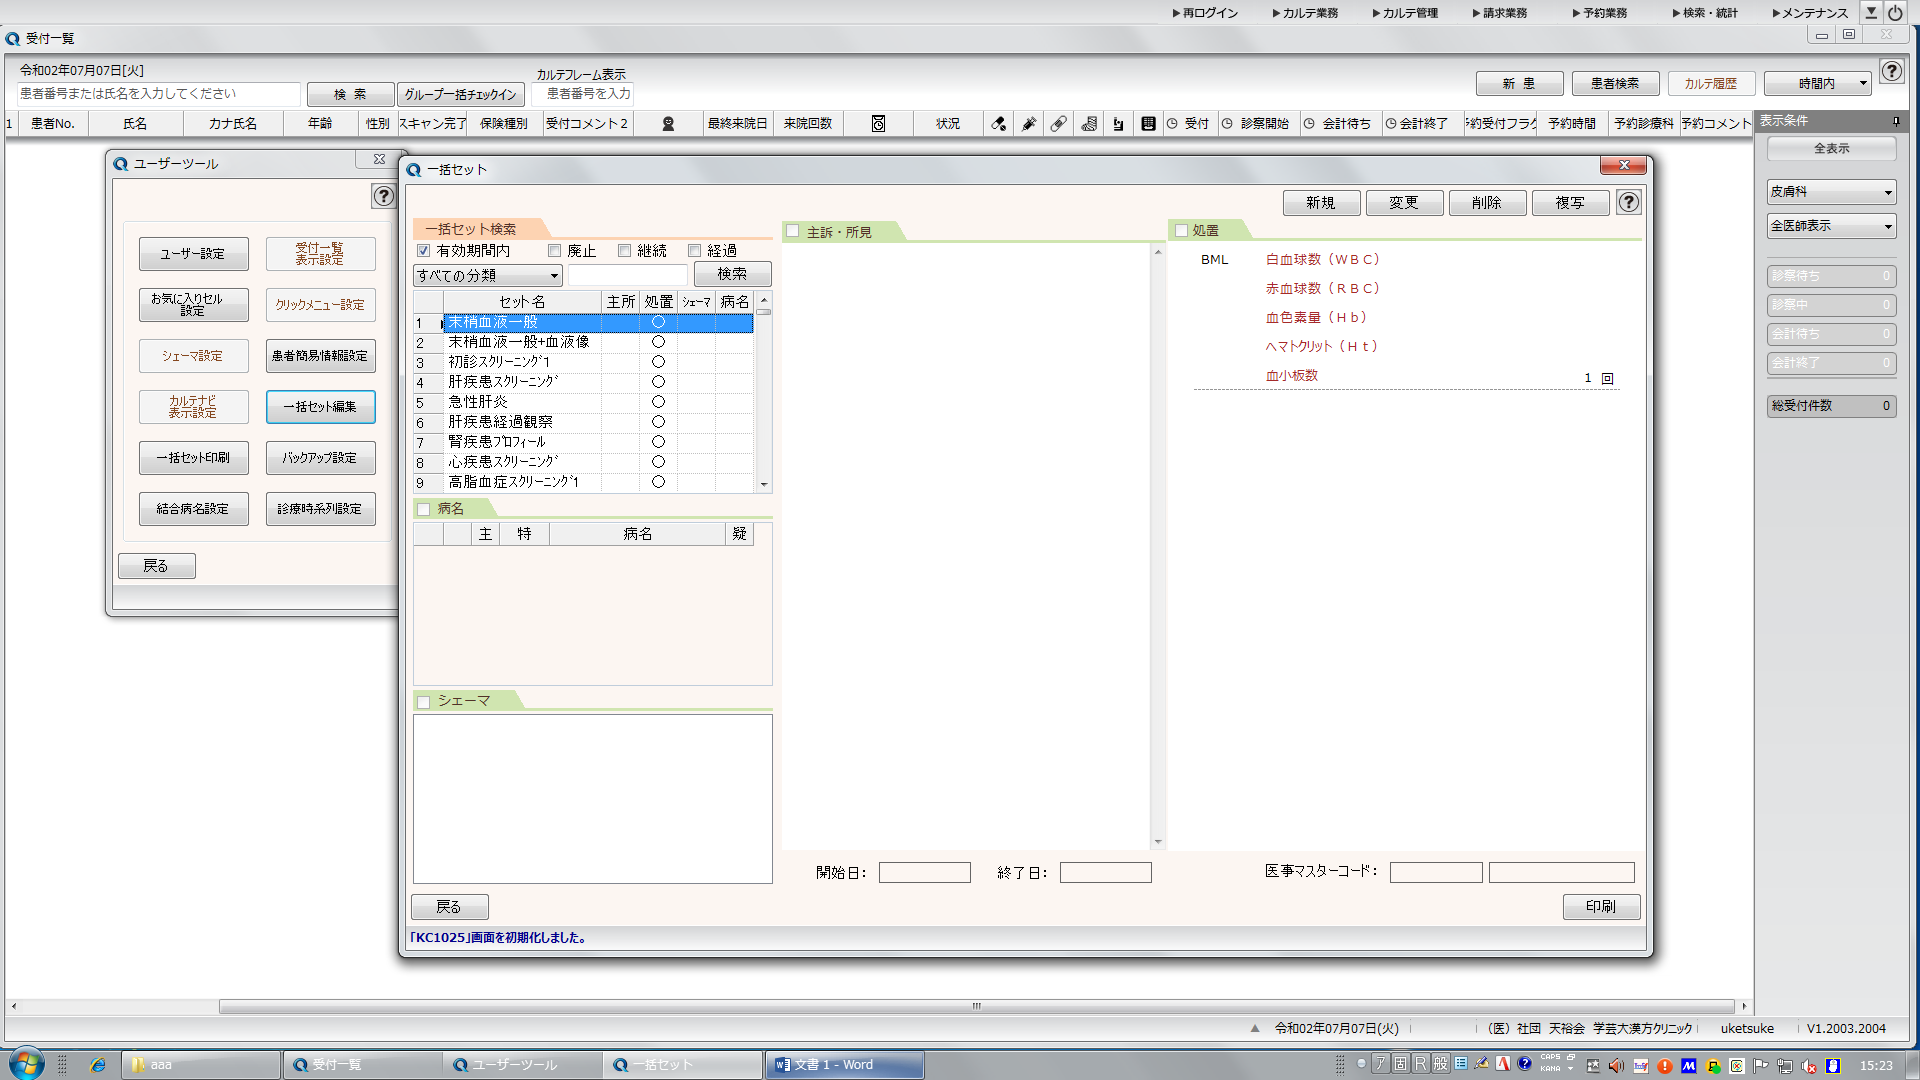 ▶再ログイン ▶カルテ業務 ▶カルテ管理 ▶請求業務 ▶予約業務 ▶検索・統計 ▶メンテナンス
受付一覧
令和02年07月07日[火]
カルテフレーム表示
患者番号または氏名を入力してください 検 索 グループ一括チェックイン 患者番号を入力
新 患 患者検索 カルテ履歴 時間内
1 患者No. 氏名 カナ氏名 年齢 性別 スキャン完了 保険種別 受付コメント2 最終来院日 来院回数 状況 受付 診察開始 会計待ち 会計終了 予約受付フラグ 予約時間 予約診療科 予約コメント
表示条件
全表示
皮膚科
全医師表示
診察待ち 0
診察中 0
会計待ち 0
会計終了 0
総受付件数 0
ユーザーツール
ユーザー設定 受付一覧
表示設定
お気に入りセル
設定 クリックメニュー設定
シェーマ設定 患者簡易情報設定
カルテナビ
表示設定 一括セット編集
一括セット印刷 バックアップ設定
結合病名設定 診療時系列設定
戻る
一括セット
新規 変更 削除 複写
一括セット検索
有効期間内 廃止 継続 経過
すべての分類 検索
セット名 主所 処置 シェーマ 病名
1 末梢血液一般 ○
2 末梢血液一般+血液像 ○
3 初診スクリーニング1 ○
4 肝疾患スクリーニング ○
5 急性肝炎 ○
6 肝疾患経過観察 ○
7 腎疾患プロフィール ○
8 心疾患スクリーニング ○
9 高脂血症スクリーニング1 ○
病名
主 特 病名 疑
シェーマ
主訴・所見
処置
BML 白血球数(WBC)
赤血球数(RBC)
血色素量(Hb)
ヘマトクリット(Ht)
血小板数 1 回
開始日: 終了日: 医事マスターコード:
戻る 印刷
「KC1025」画面を初期化しました。
令和02年07月07日(火) (医)社団 天裕会 学芸大漢方クリニック uketsuke V1.2003.2004
aaa 受付一覧 ユーザーツール 一括セット 文書 1 - Word
ア 固 R 般 CAPS KANA 15:23